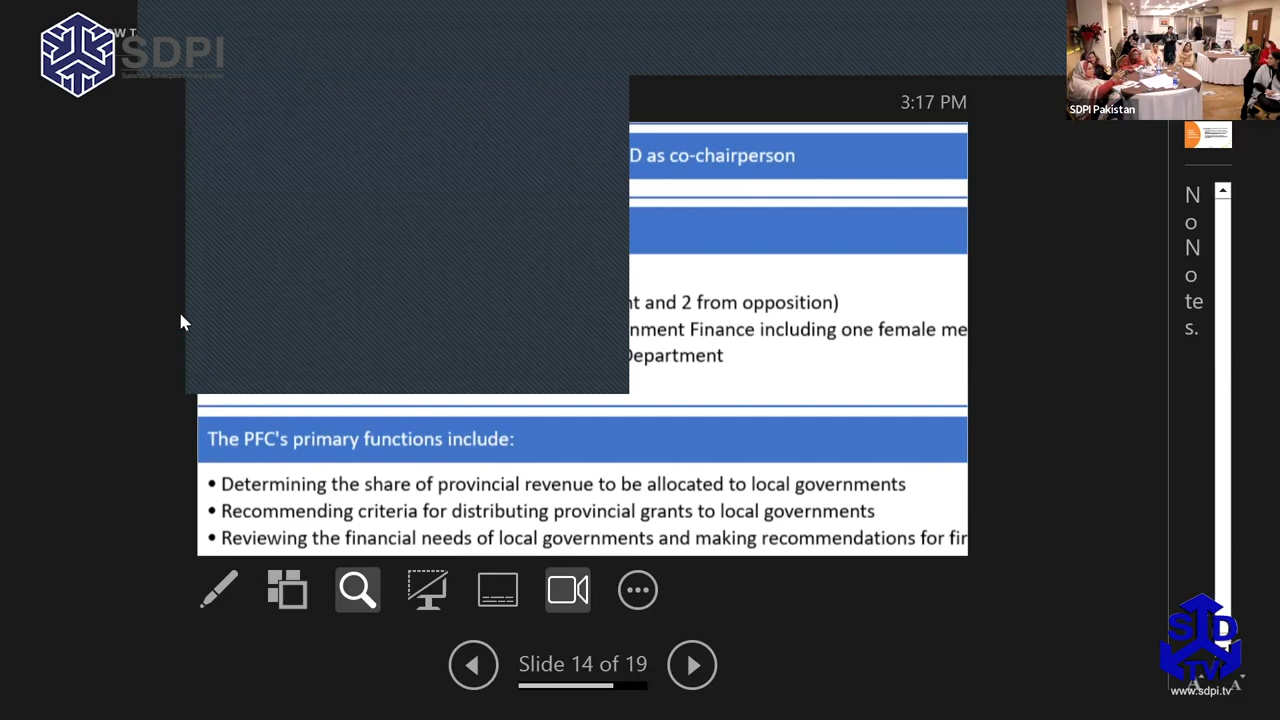 W T
SDPI
3:17 PM
SDPI Pakistan
D as co-chairperson
nt and 2 from opposition)
nment Finance including one female me
Department
The PFC's primary functions include:
• Determining the share of provincial revenue to be allocated to local governments
• Recommending criteria for distributing provincial grants to local governments
• Reviewing the financial needs of local governments and making recommendations for fir
N
o
N
o
te
s.
Slide 14 of 19
SD
TV
A A
www.sdpi.tv